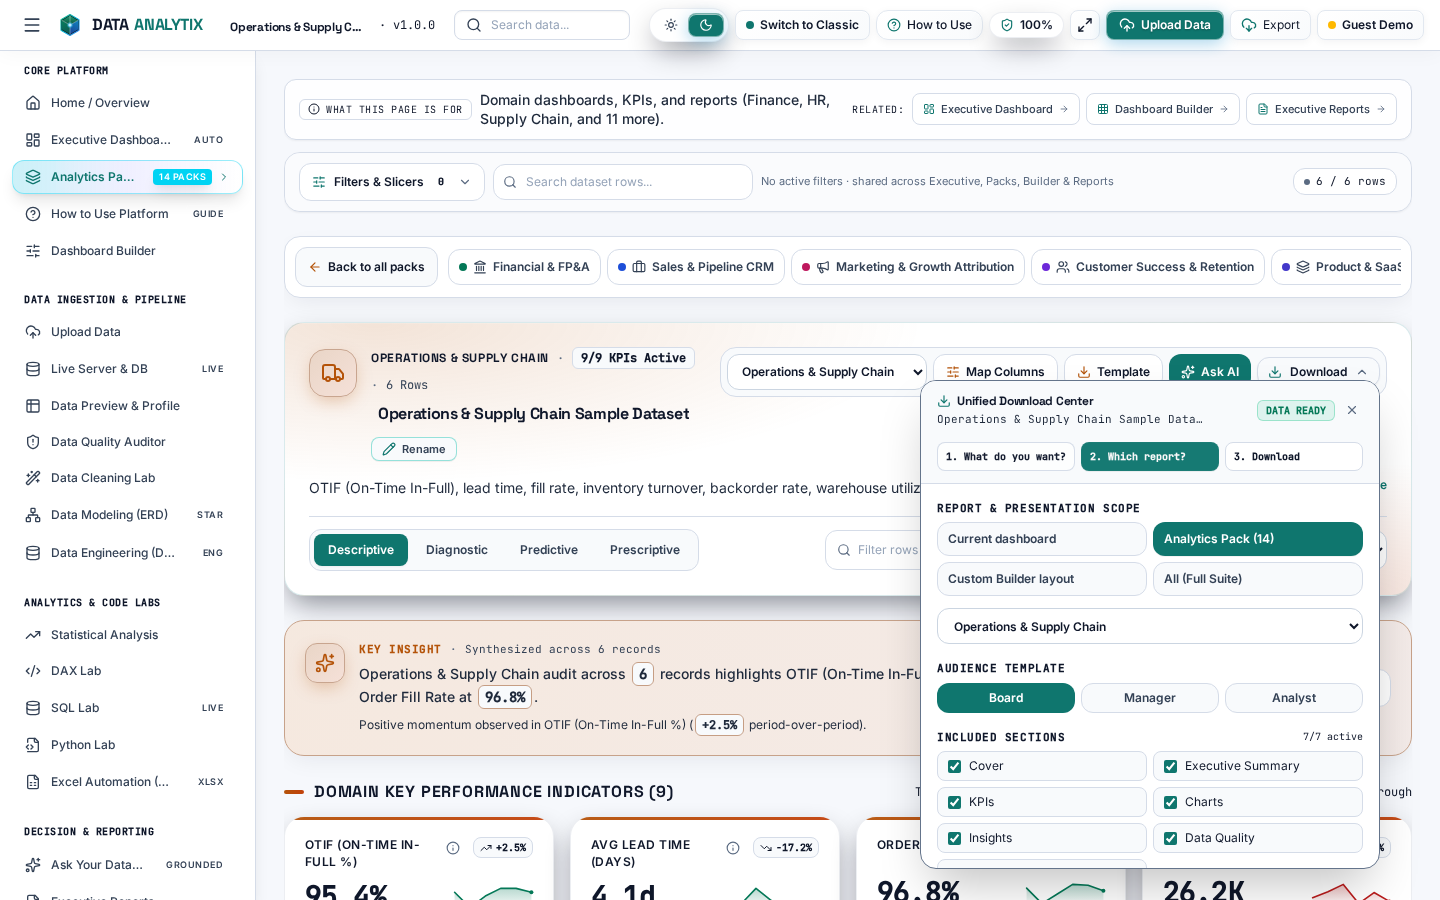 DATA ANALYTIX
Operations & Supply C...
· v1.0.0
Search data...
Switch to Classic
How to Use
100%
Upload Data
Export
Guest Demo
CORE PLATFORM
Home / Overview
Executive Dashboa... AUTO
Analytics Pa... 14 PACKS
How to Use Platform GUIDE
Dashboard Builder
DATA INGESTION & PIPELINE
Upload Data
Live Server & DB LIVE
Data Preview & Profile
Data Quality Auditor
Data Cleaning Lab
Data Modeling (ERD) STAR
Data Engineering (D... ENG
ANALYTICS & CODE LABS
Statistical Analysis
DAX Lab
SQL Lab LIVE
Python Lab
Excel Automation (... XLSX
DECISION & REPORTING
Ask Your Data... GROUNDED
WHAT THIS PAGE IS FOR
Domain dashboards, KPIs, and reports (Finance, HR,
Supply Chain, and 11 more).
RELATED:
Executive Dashboard →
Dashboard Builder →
Executive Reports →
Filters & Slicers 0
Search dataset rows...
No active filters · shared across Executive, Packs, Builder & Reports
6 / 6 rows
Back to all packs
Financial & FP&A
Sales & Pipeline CRM
Marketing & Growth Attribution
Customer Success & Retention
Product & SaaS
OPERATIONS & SUPPLY CHAIN · 9/9 KPIs Active
· 6 Rows
Operations & Supply Chain Sample Dataset
Rename
Operations & Supply Chain
Map Columns
Template
Ask AI
Download
OTIF (On-Time In-Full), lead time, fill rate, inventory turnover, backorder rate, warehouse utiliz
Descriptive
Diagnostic
Predictive
Prescriptive
Filter rows
KEY INSIGHT · Synthesized across 6 records
Operations & Supply Chain audit across 6 records highlights OTIF (On-Time In-Fu
Order Fill Rate at 96.8%.
Positive momentum observed in OTIF (On-Time In-Full %) (+2.5% period-over-period).
DOMAIN KEY PERFORMANCE INDICATORS (9)
OTIF (ON-TIME IN-
FULL %)
+2.5%
95.4%
AVG LEAD TIME
(DAYS)
-17.2%
4.1d
ORDER
96.8%
26.2K
Unified Download Center
Operations & Supply Chain Sample Data…
DATA READY
1. What do you want?
2. Which report?
3. Download
REPORT & PRESENTATION SCOPE
Current dashboard
Analytics Pack (14)
Custom Builder layout
All (Full Suite)
Operations & Supply Chain
AUDIENCE TEMPLATE
Board
Manager
Analyst
INCLUDED SECTIONS
7/7 active
Cover
Executive Summary
KPIs
Charts
Insights
Data Quality